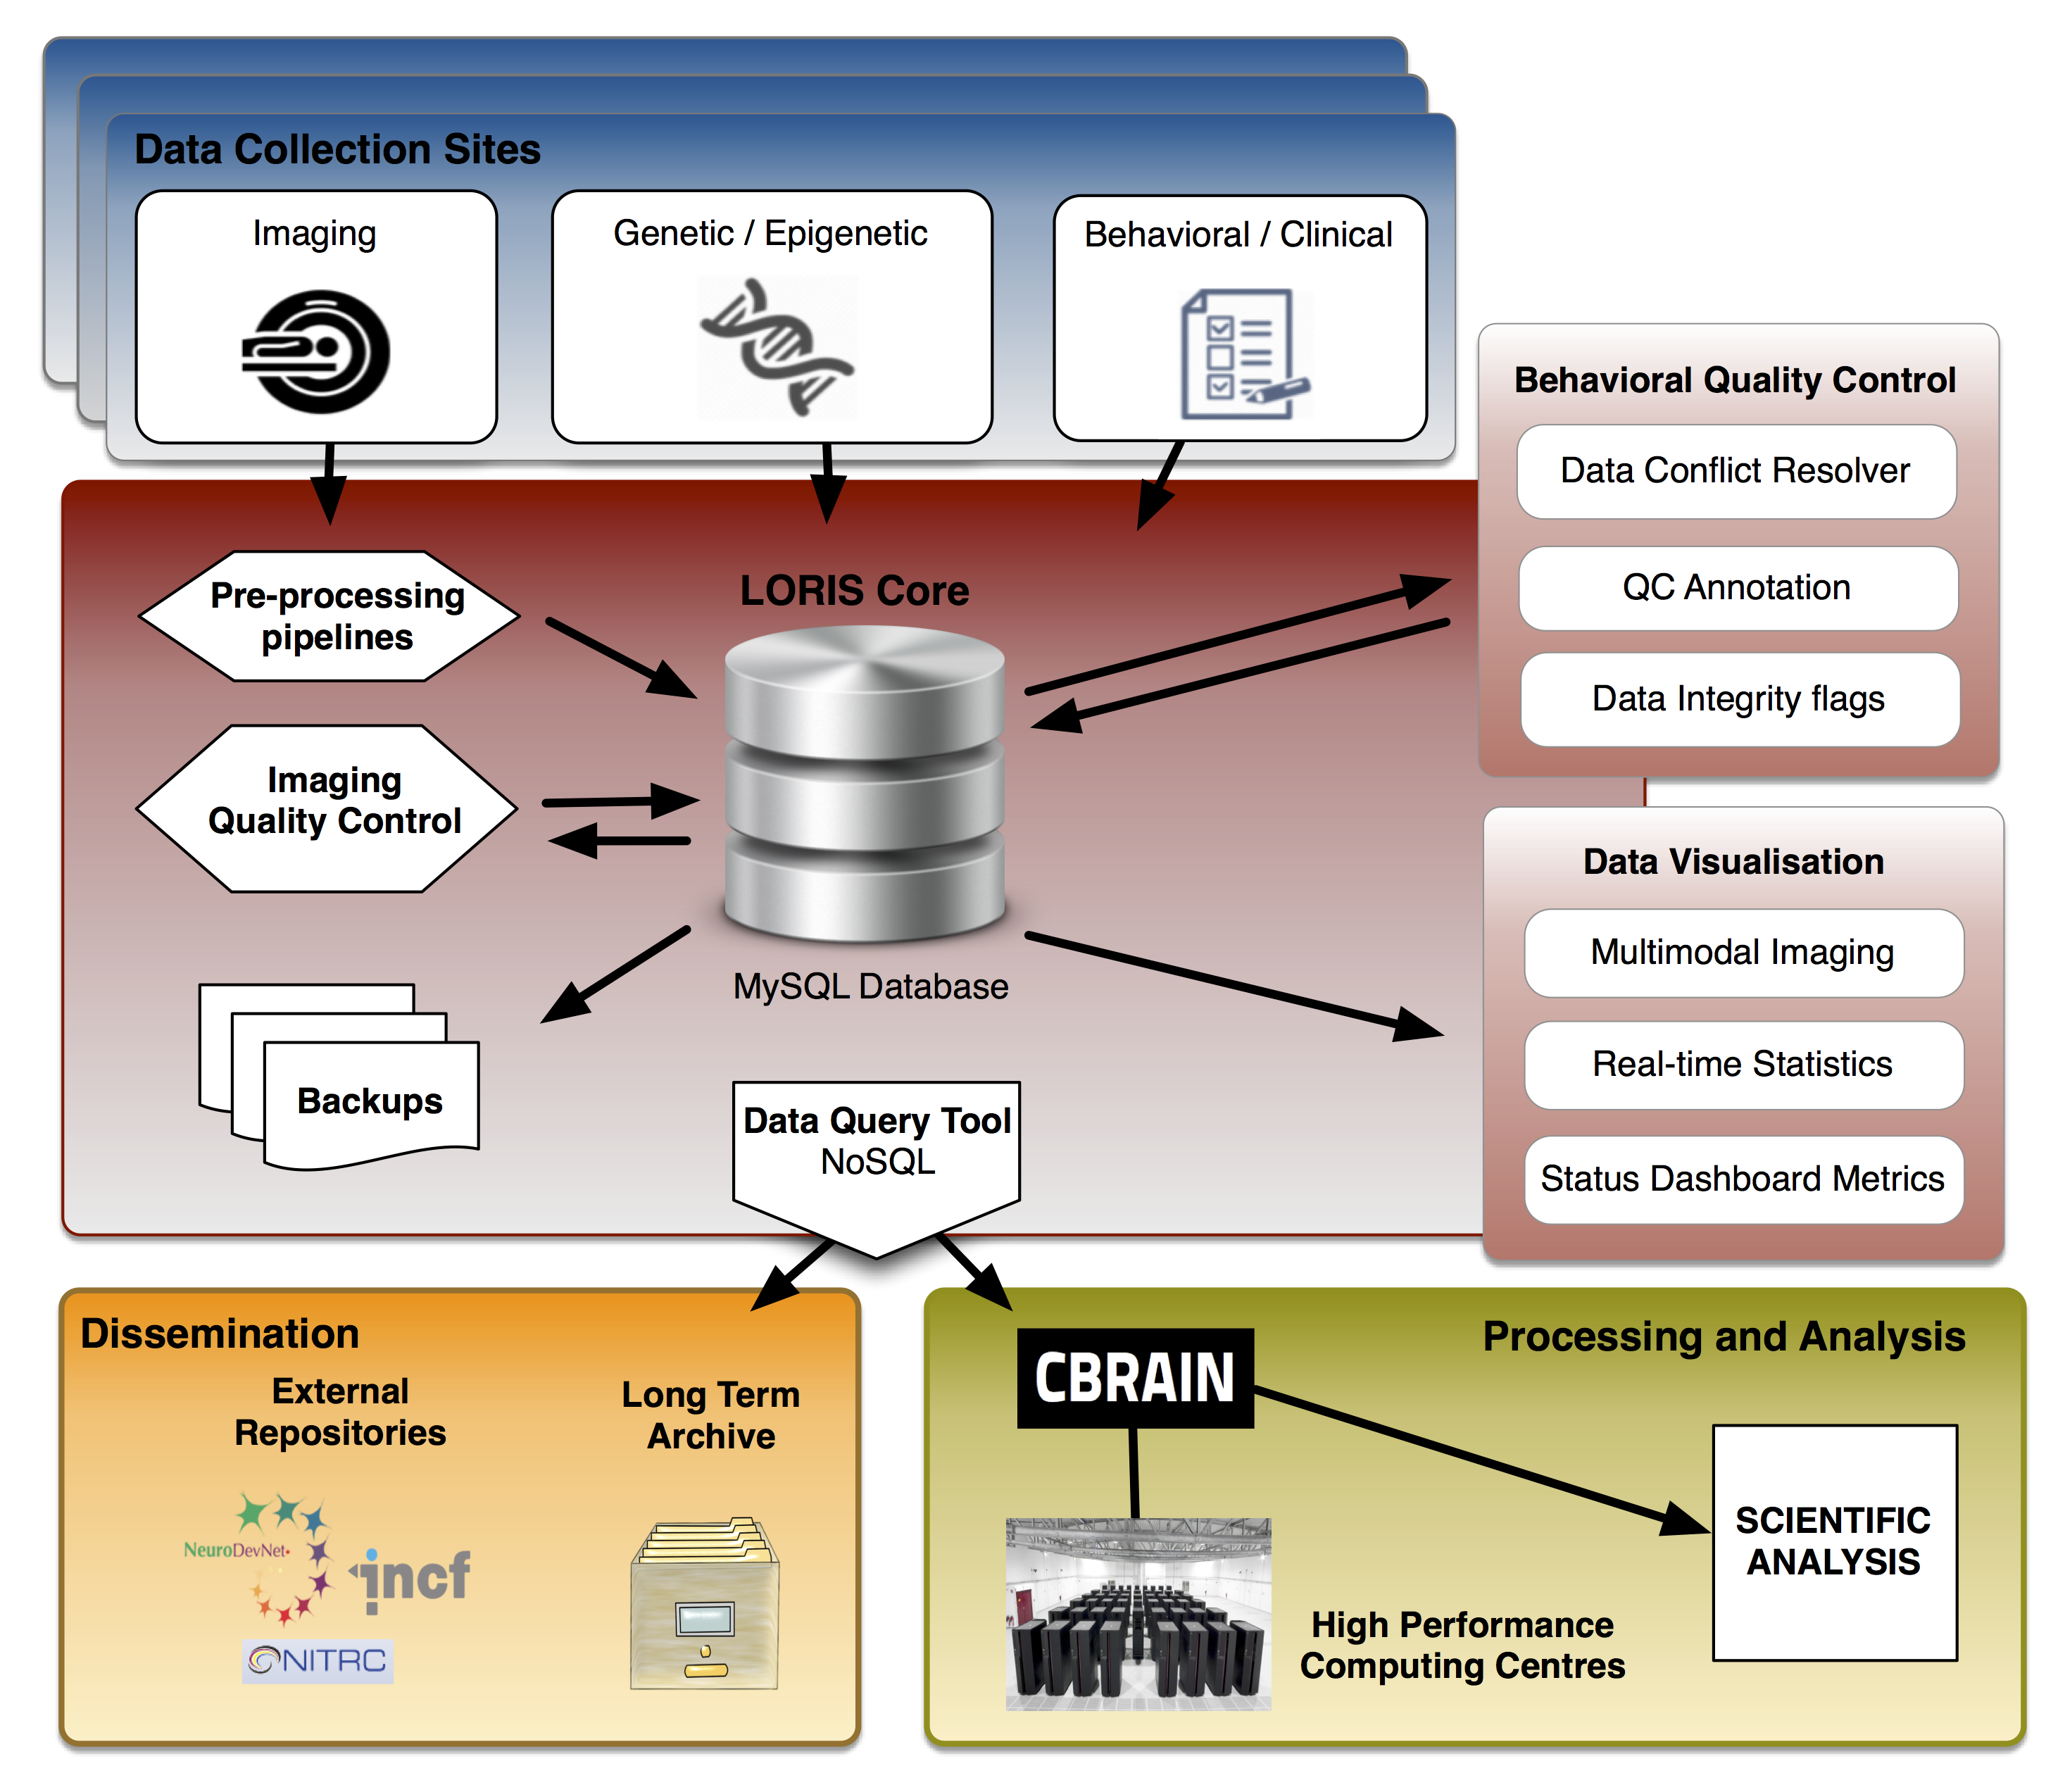 Data Collection Sites
Imaging
Genetic / Epigenetic
Behavioral / Clinical
Behavioral Quality Control
Data Conflict Resolver
QC Annotation
Data Integrity flags
Pre-processing
pipelines
LORIS Core
Imaging
Quality Control
MySQL Database
Backups
Data Query Tool
NoSQL
Data Visualisation
Multimodal Imaging
Real-time Statistics
Status Dashboard Metrics
Dissemination
External
Repositories
Long Term
Archive
NeuroDevNet
incf
NITRC
Processing and Analysis
CBRAIN
SCIENTIFIC
ANALYSIS
High Performance
Computing Centres